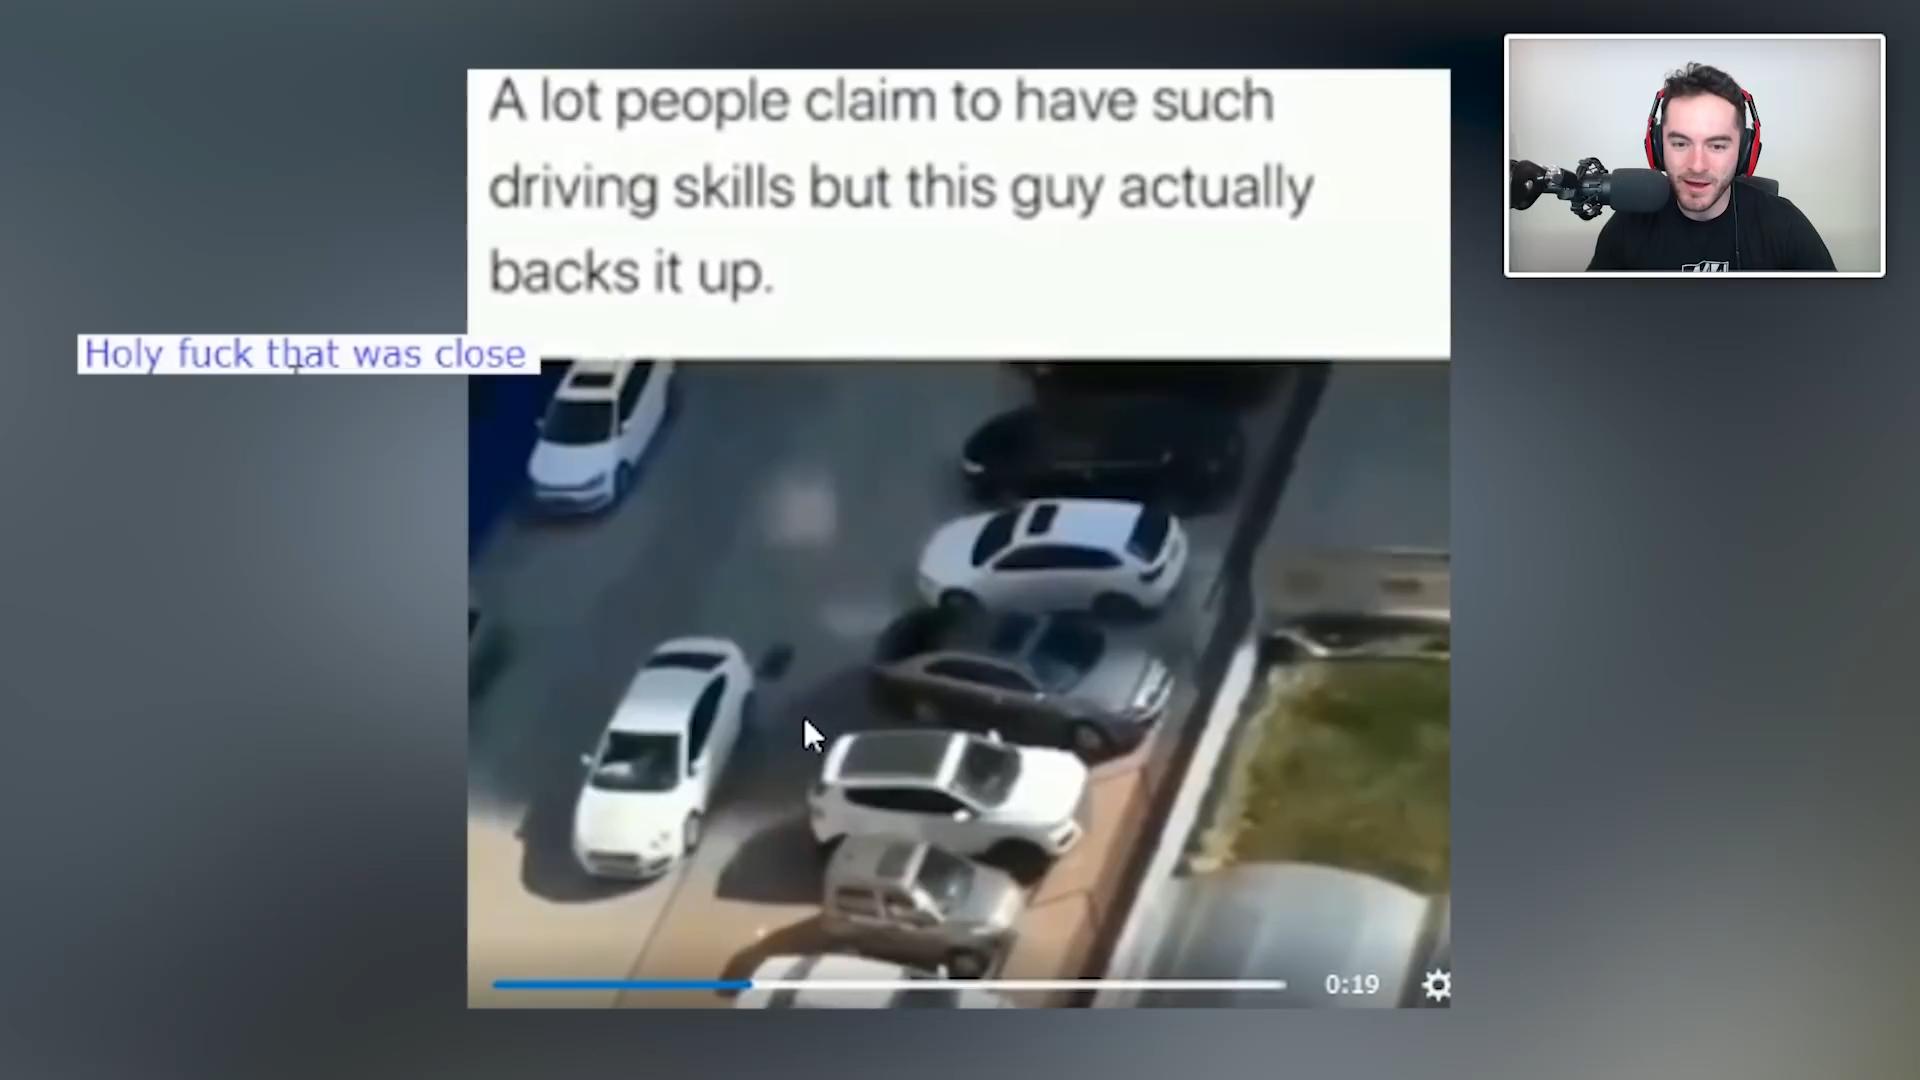 A lot people claim to have such
driving skills but this guy actually
backs it up.
Holy fuck that was close
0:19